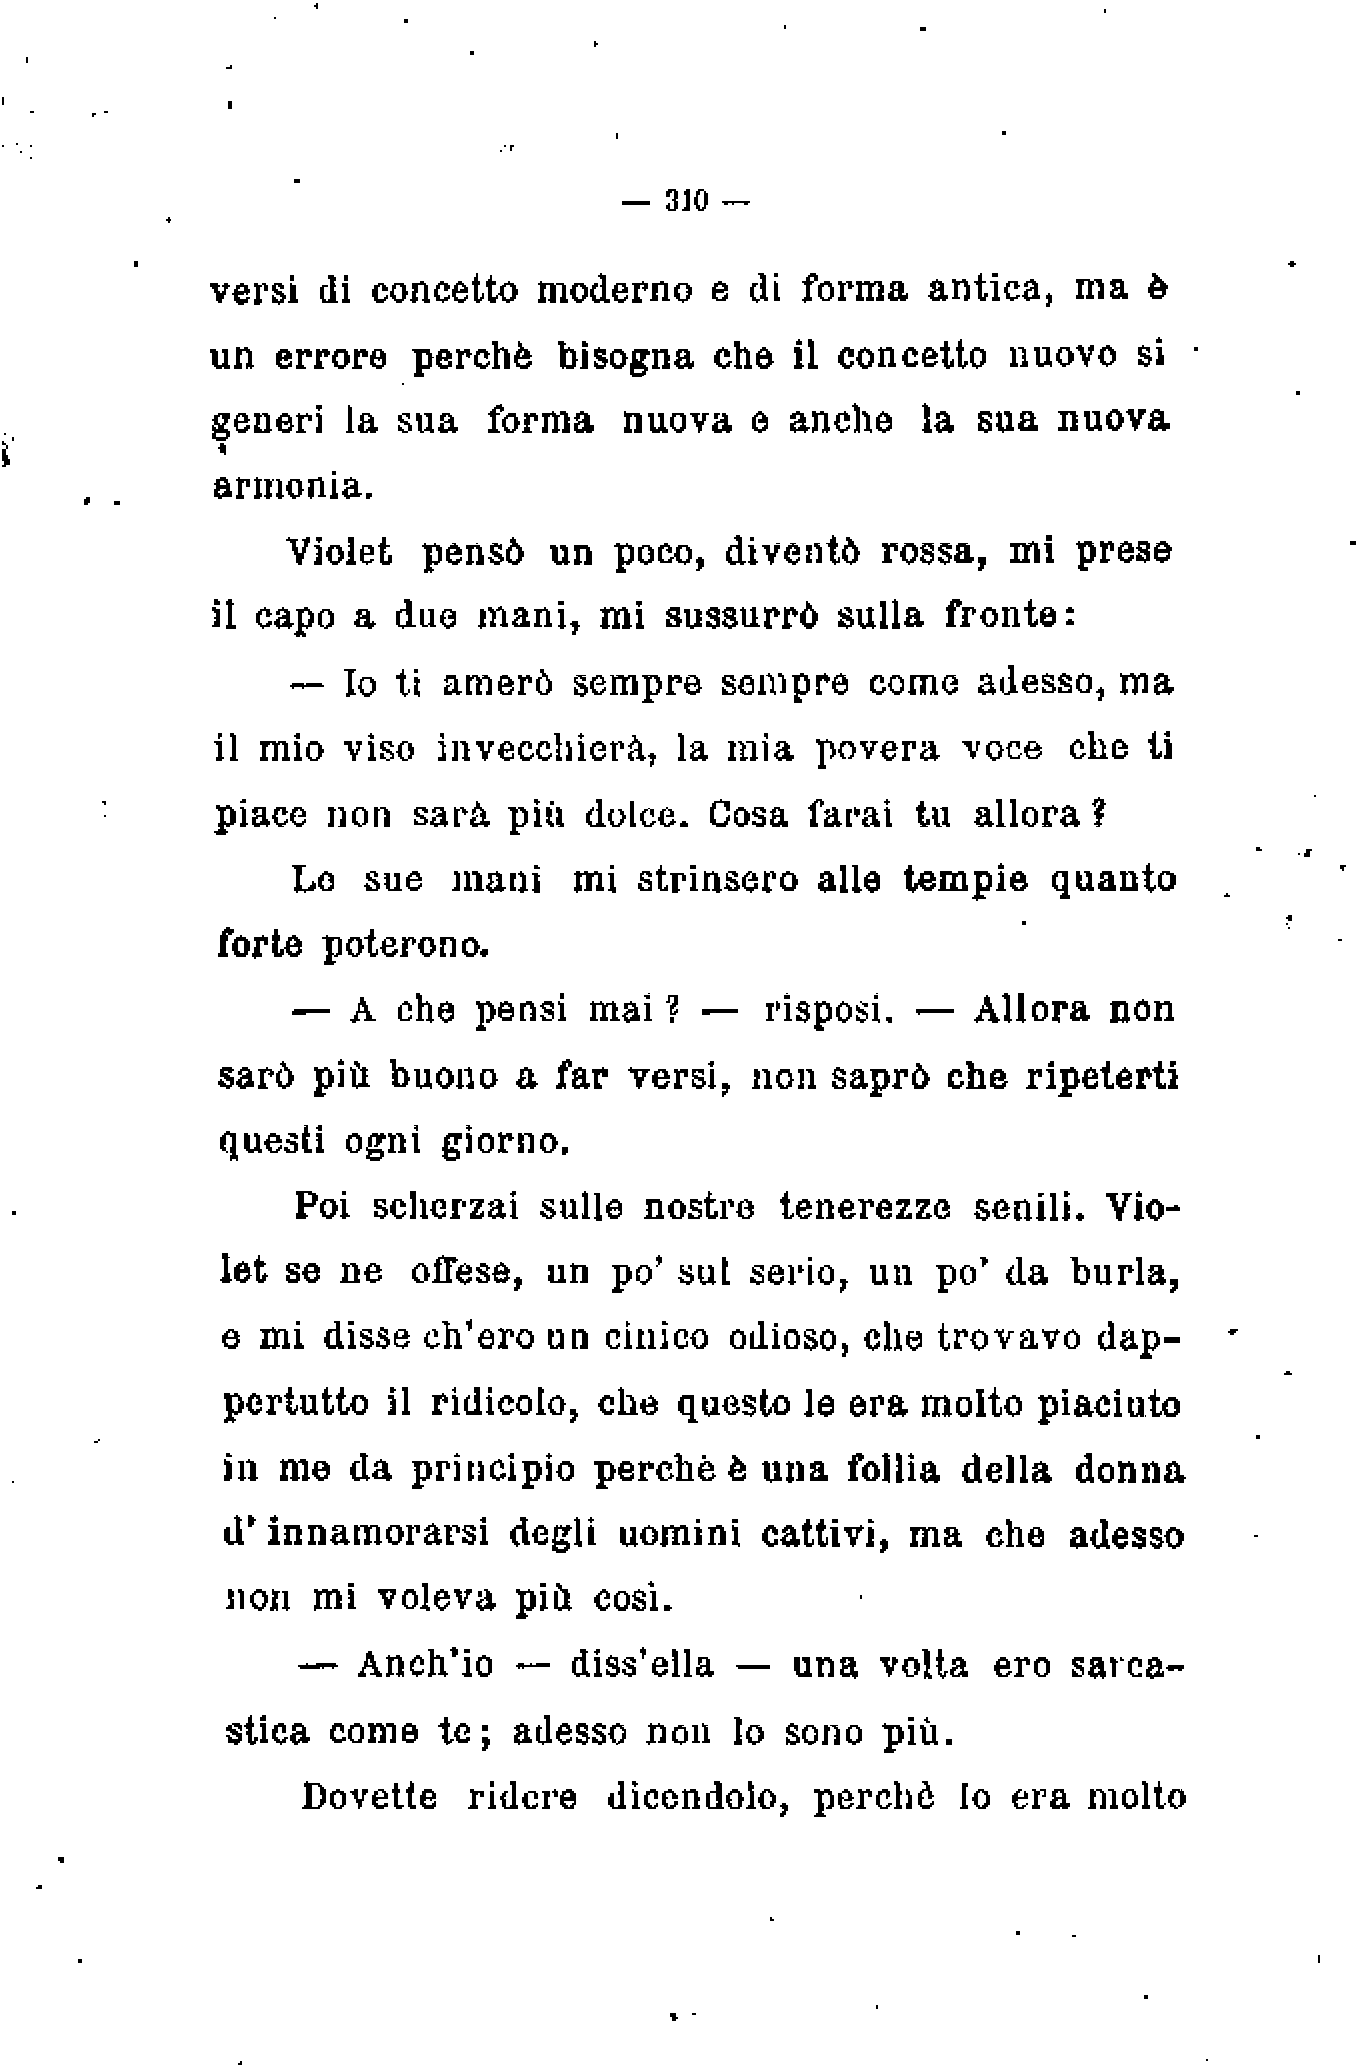 — 310 —
versi di concetto moderno e di forma antica, ma è
un errore perchè bisogna che il concetto nuovo si
generi la sua forma nuova e anche la sua nuova
armonia.
Violet pensò un poco, diventò rossa, mi prese
il capo a due mani, mi sussurrò sulla fronte:
— Io ti amerò sempre sempre come adesso, ma
il mio viso invecchierà, la mia povera voce che ti
piace non sarà più dolce. Cosa farai tu allora?
Le sue mani mi strinsero alle tempie quanto
forte poterono.
— A che pensi mai? — risposi. — Allora non
sarò più buono a far versi, non saprò che ripeterti
questi ogni giorno.
Poi scherzai sulle nostre tenerezze senili. Vio-
let se ne offese, un po' sul serio, un po' da burla,
e mi disse ch'ero un cinico odioso, che trovavo dap-
pertutto il ridicolo, che questo le era molto piaciuto
in me da principio perchè è una follia della donna
d'innamorarsi degli uomini cattivi, ma che adesso
non mi voleva più così.
— Anch'io — diss'ella — una volta ero sarca-
stica come te; adesso non lo sono più.
Dovette ridere dicendolo, perchè lo era molto